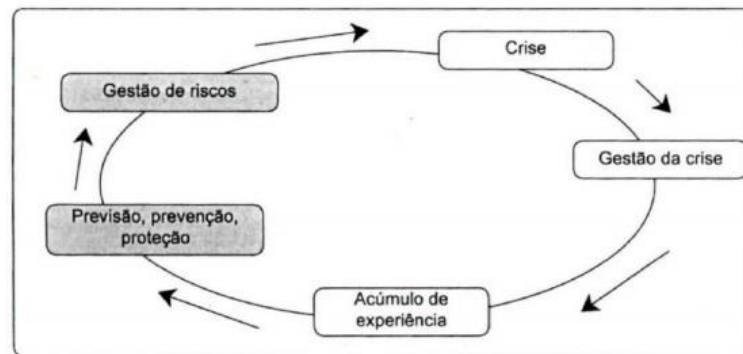 Crise
Gestão de riscos
Gestão da crise
Previsão, prevenção,
proteção
Acúmulo de
experiência